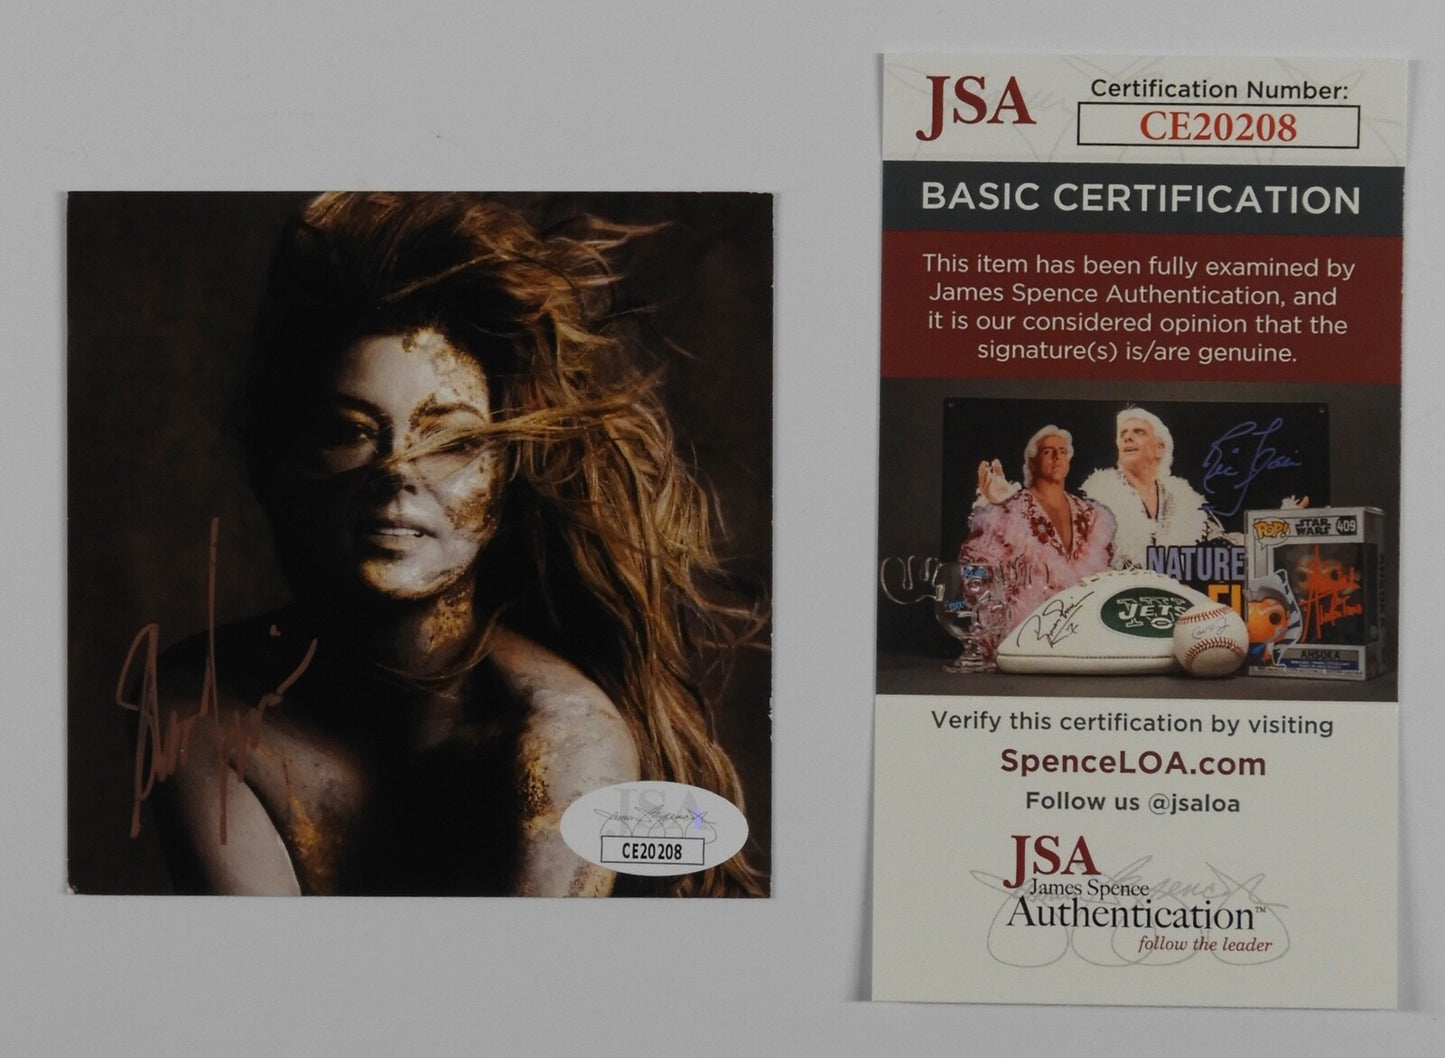 JSA
Certification Number:
CE20208
BASIC CERTIFICATION
This item has been fully examined by
James Spence Authentication, and
it is our considered opinion that the
signature(s) is/are genuine.
POP!
STAR WARS
409
NATURE
JETS
AHSOKA
Verify this certification by visiting
SpenceLOA.com
Follow us @jsaloa
JSA
James Spence
Authentication™
follow the leader
JSA
CE20208